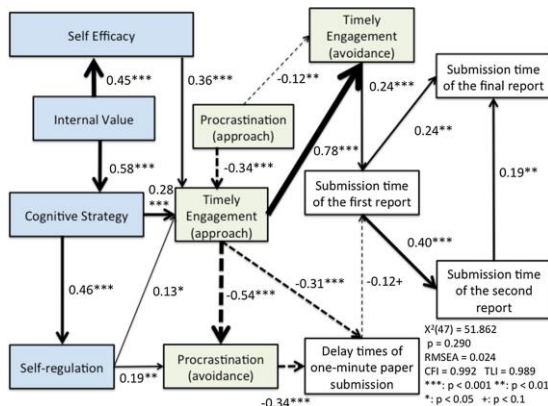 Self Efficacy
Timely
Engagement
(avoidance)
0.45***
0.36***
-0.12**
0.24***
Submission time
of the final report
Internal Value
Procrastination
(approach)
0.24**
0.58***
-0.34***
0.78***
0.19**
Cognitive Strategy
0.28
***
Timely
Engagement
(approach)
Submission time
of the first report
0.40***
0.46***
0.13*
-0.54***
-0.31***
-0.12+
Submission time
of the second
report
Self-regulation
0.19**
Procrastination
(avoidance)
-0.34***
Delay times of
one-minute paper
submission
X²(47) = 51.862
p = 0.290
RMSEA = 0.024
CFI = 0.992 TLI = 0.989
***: p < 0.001 **: p < 0.01
*: p < 0.05 +: p < 0.1